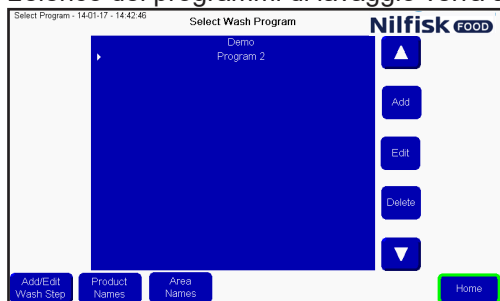 Select Program - 14-01-17 - 14:42:46
Select Wash Program
Nilfisk FOOD
Demo
Program 2
Add
Edit
Delete
Add/Edit
Wash Step
Product
Names
Area
Names
Home